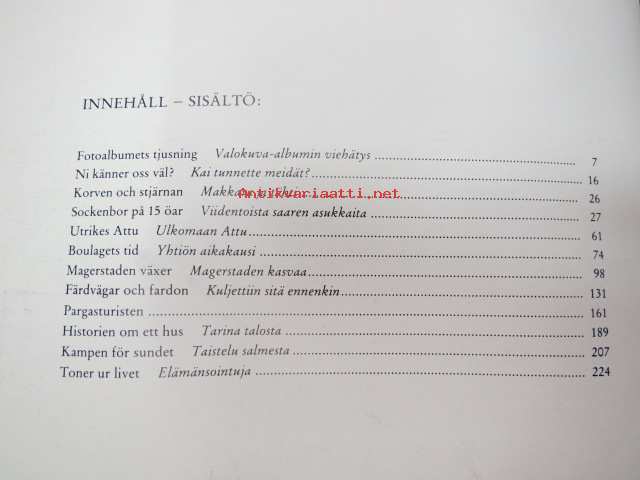 INNEHÅLL – SISÄLTÖ:
Fotoalbumets tjusning Valokuva-albumin viehätys 7
Ni känner oss väl? Kai tunnette meidät? 16
Korven och stjärnan Makkara 26
Antikvariaatti.net
Sockenbor på 15 öar Viidentoista saaren asukkaita 27
Utrikes Attu Ulkomaan Attu 61
Boulagets tid Yhtiön aikakausi 74
Magerstaden växer Magerstaden kasvaa 98
Färdvägar och fardon Kuljettiin sitä ennenkin 131
Pargasturisten 161
Historien om ett hus Tarina talosta 189
Kampen för sundet Taistelu salmesta 207
Toner ur livet Elämänsointuja 224